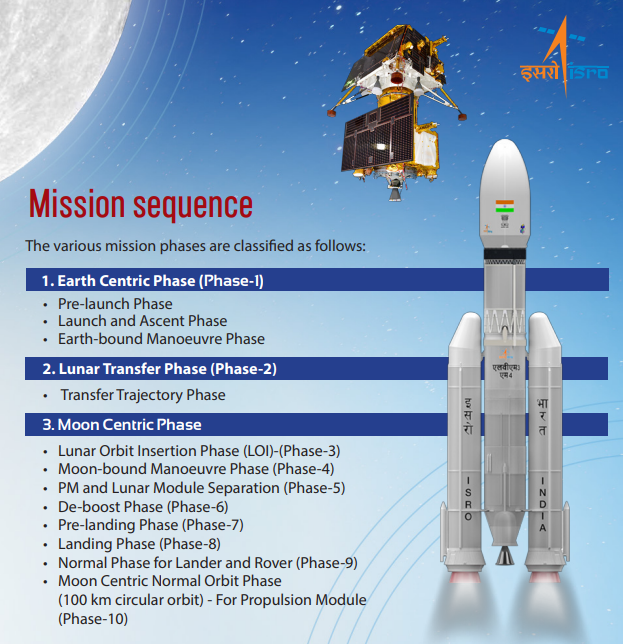 इसरो isro
Mission sequence
The various mission phases are classified as follows:
1. Earth Centric Phase (Phase-1)
• Pre-launch Phase
• Launch and Ascent Phase
• Earth-bound Manoeuvre Phase
2. Lunar Transfer Phase (Phase-2)
• Transfer Trajectory Phase
3. Moon Centric Phase
• Lunar Orbit Insertion Phase (LOI)-(Phase-3)
• Moon-bound Manoeuvre Phase (Phase-4)
• PM and Lunar Module Separation (Phase-5)
• De-boost Phase (Phase-6)
• Pre-landing Phase (Phase-7)
• Landing Phase (Phase-8)
• Normal Phase for Lander and Rover (Phase-9)
• Moon Centric Normal Orbit Phase
(100 km circular orbit) - For Propulsion Module
(Phase-10)
एलवीएम3
एम4
इसरो
ISRO
भारत
INDIA